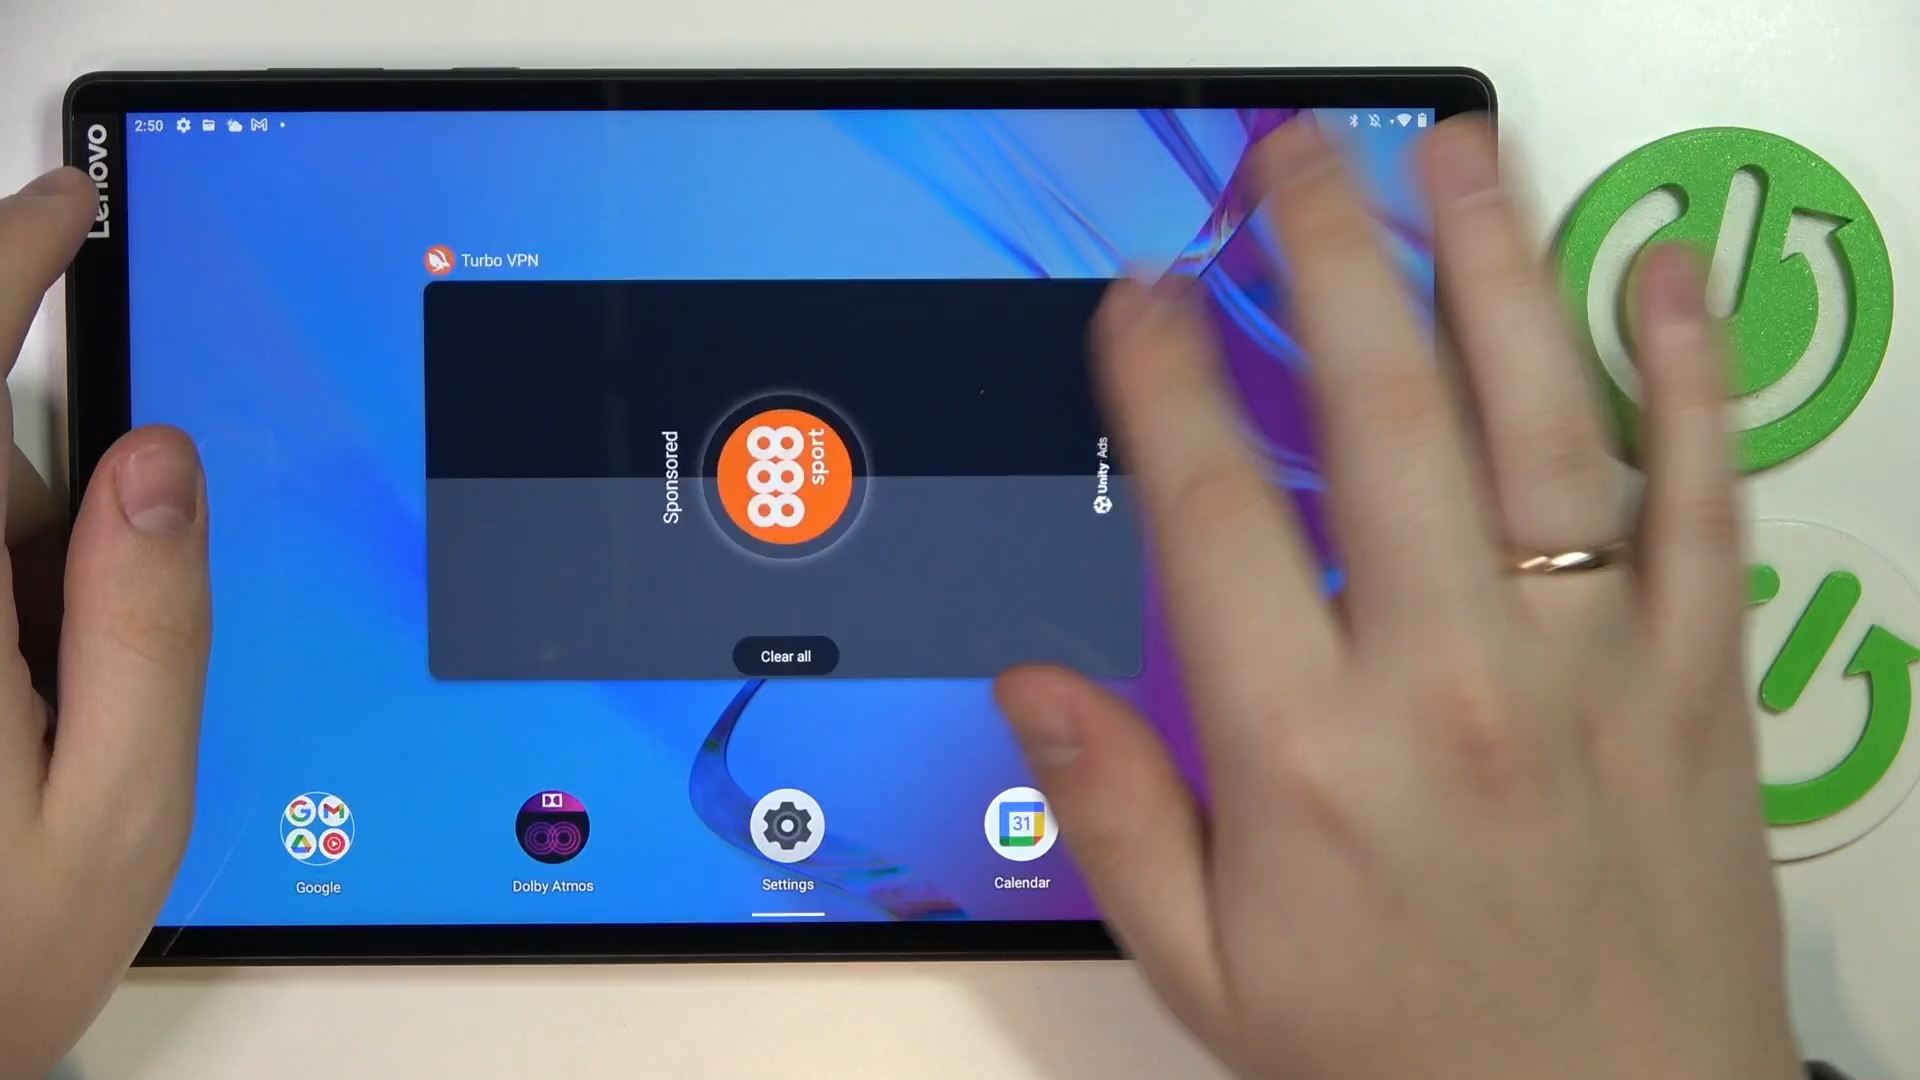 Lenovo
2:50
Turbo VPN
Sponsored
888
sport
Unity Ads
Clear all
31
Google
Dolby Atmos
Settings
Calendar